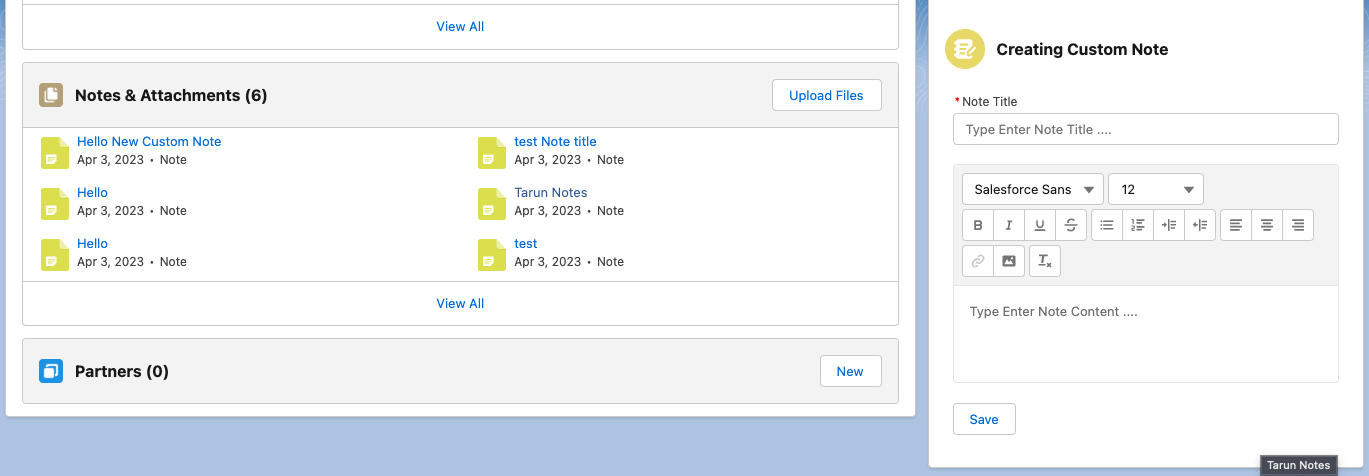 View All
Notes & Attachments (6)
Upload Files
Hello New Custom Note
Apr 3, 2023 • Note
test Note title
Apr 3, 2023 • Note
Hello
Apr 3, 2023 • Note
Tarun Notes
Apr 3, 2023 • Note
Hello
Apr 3, 2023 • Note
test
Apr 3, 2023 • Note
View All
Partners (0)
New
Creating Custom Note
* Note Title
Type Enter Note Title ....
Salesforce Sans
12
B I U S
Type Enter Note Content ....
Save
Tarun Notes